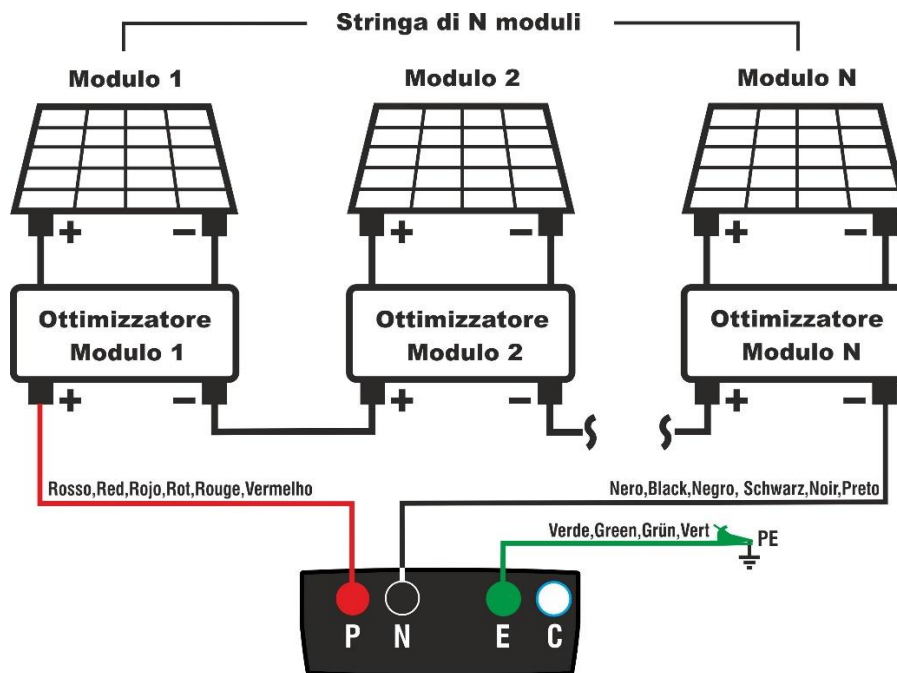 Stringa di N moduli
Modulo 1
Modulo 2
Modulo N
+ −
+ −
+ −
Ottimizzatore
Modulo 1
Ottimizzatore
Modulo 2
Ottimizzatore
Modulo N
+ −
+ −
+ −
Rosso,Red,Rojo,Rot,Rouge,Vermelho
Nero,Black,Negro, Schwarz,Noir,Preto
Verde,Green,Grün,Vert
PE
P N E C